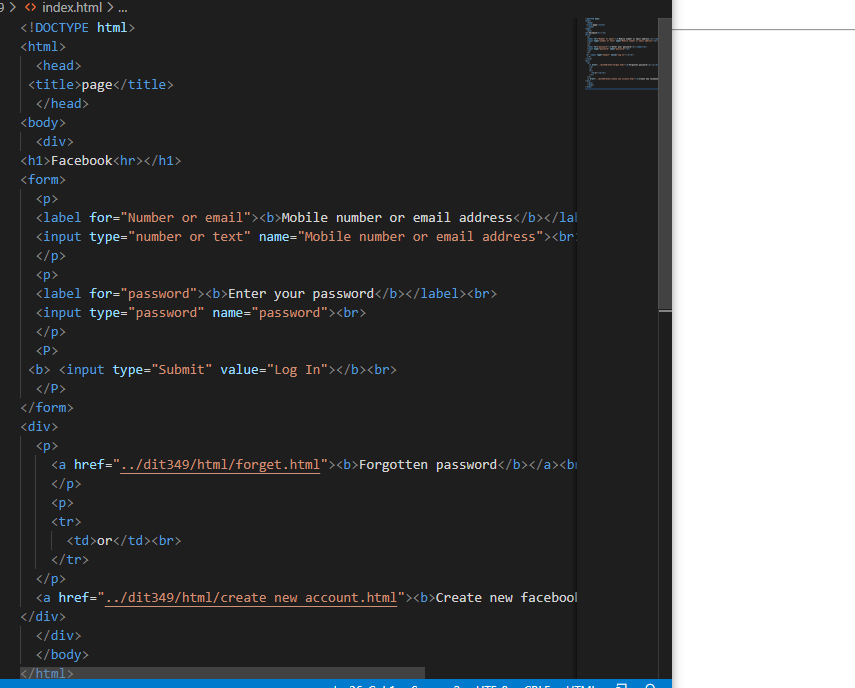 9 > <> index.html > ...
<!DOCTYPE html>
<html>
<head>
<title>page</title>
</head>
<body>
<div>
<h1>Facebook<hr></h1>
<form>
<p>
<label for="Number or email"><b>Mobile number or email address</b></lab
<input type="number or text" name="Mobile number or email address"><br>
</p>
<p>
<label for="password"><b>Enter your password</b></label><br>
<input type="password" name="password"><br>
</p>
<P>
<b> <input type="Submit" value="Log In"></b><br>
</P>
</form>
<div>
<p>
<a href="../dit349/html/forget.html"><b>Forgotten password</b></a><br
</p>
<p>
<tr>
<td>or</td><br>
</tr>
</p>
<a href="../dit349/html/create new account.html"><b>Create new facebook
</div>
</div>
</body>
</html>